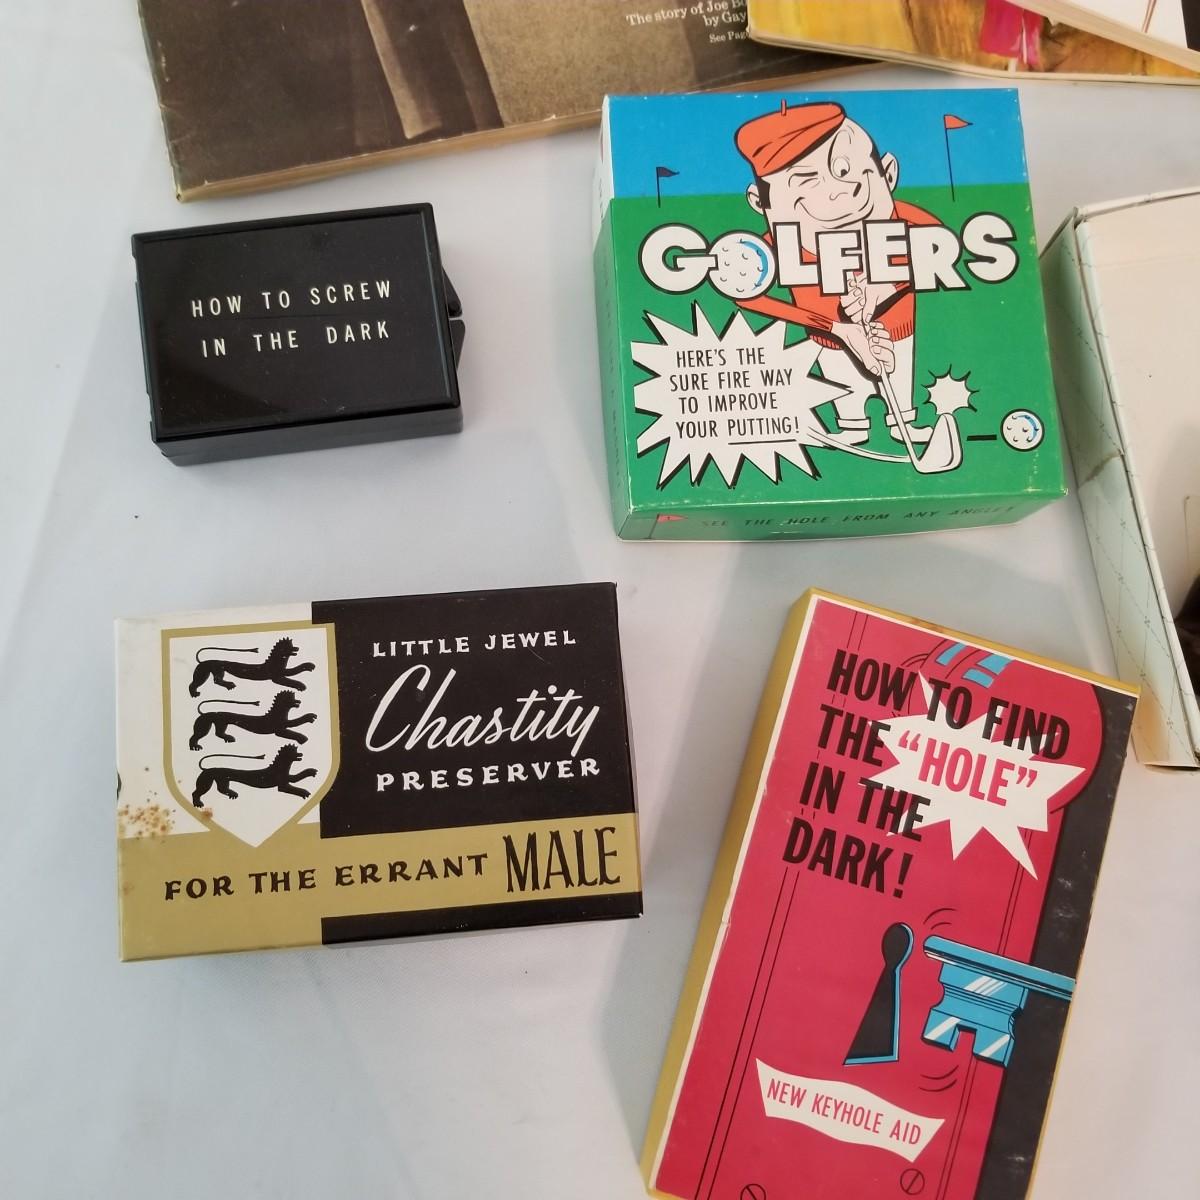 The story of Joe
by Gay
See Page
HOW TO SCREW
IN THE DARK
GOLFERS
HERE'S THE
SURE FIRE WAY
TO IMPROVE
YOUR PUTTING!
SEE THE HOLE FROM ANY ANGLE!
LITTLE JEWEL
Chastity
PRESERVER
FOR THE ERRANT MALE
HOW TO FIND
THE "HOLE"
IN THE
DARK!
NEW KEYHOLE AID